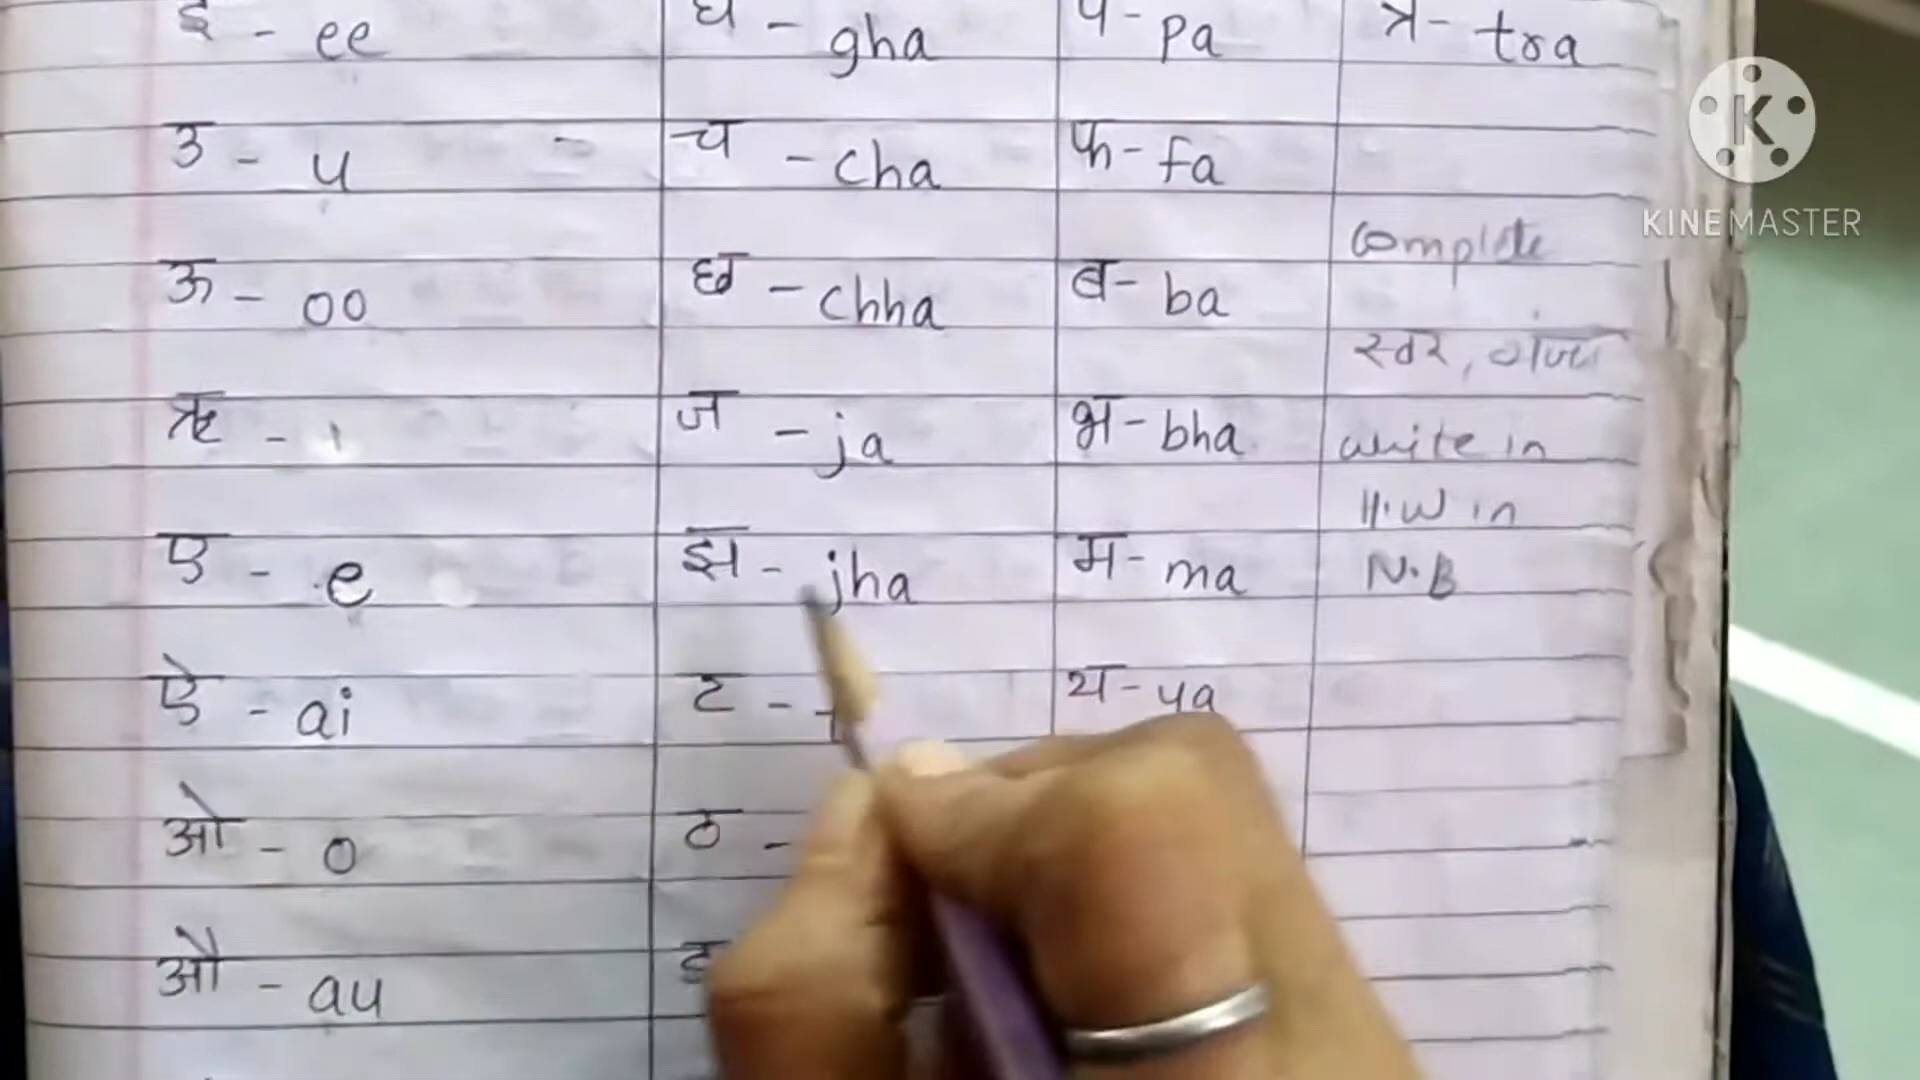 ई - ee घ - gha प - pa त्र - tra
उ - u च - cha फ - fa
ऊ - oo छ - chha ब - ba complete
स्वर,
ऋ - ज - ja भ - bha write in
H.W in
ए - e झ - jha म - ma N.B
ऐ - ai ट - य - ya
ओ - o ठ -
औ - au
K
KINEMASTER